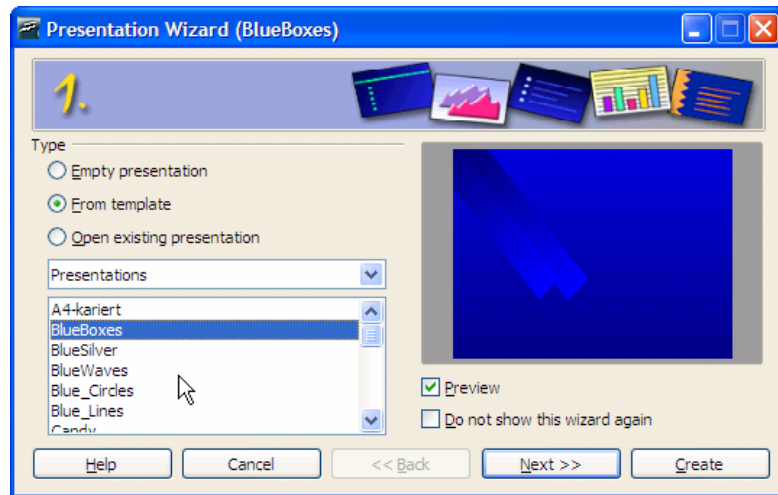 Presentation Wizard (BlueBoxes)
1.
Type
Empty presentation
From template
Open existing presentation
Presentations
A4-kariert
BlueBoxes
BlueSilver
BlueWaves
Blue_Circles
Blue_Lines
Candy
Preview
Do not show this wizard again
Help
Cancel
<< Back
Next >>
Create